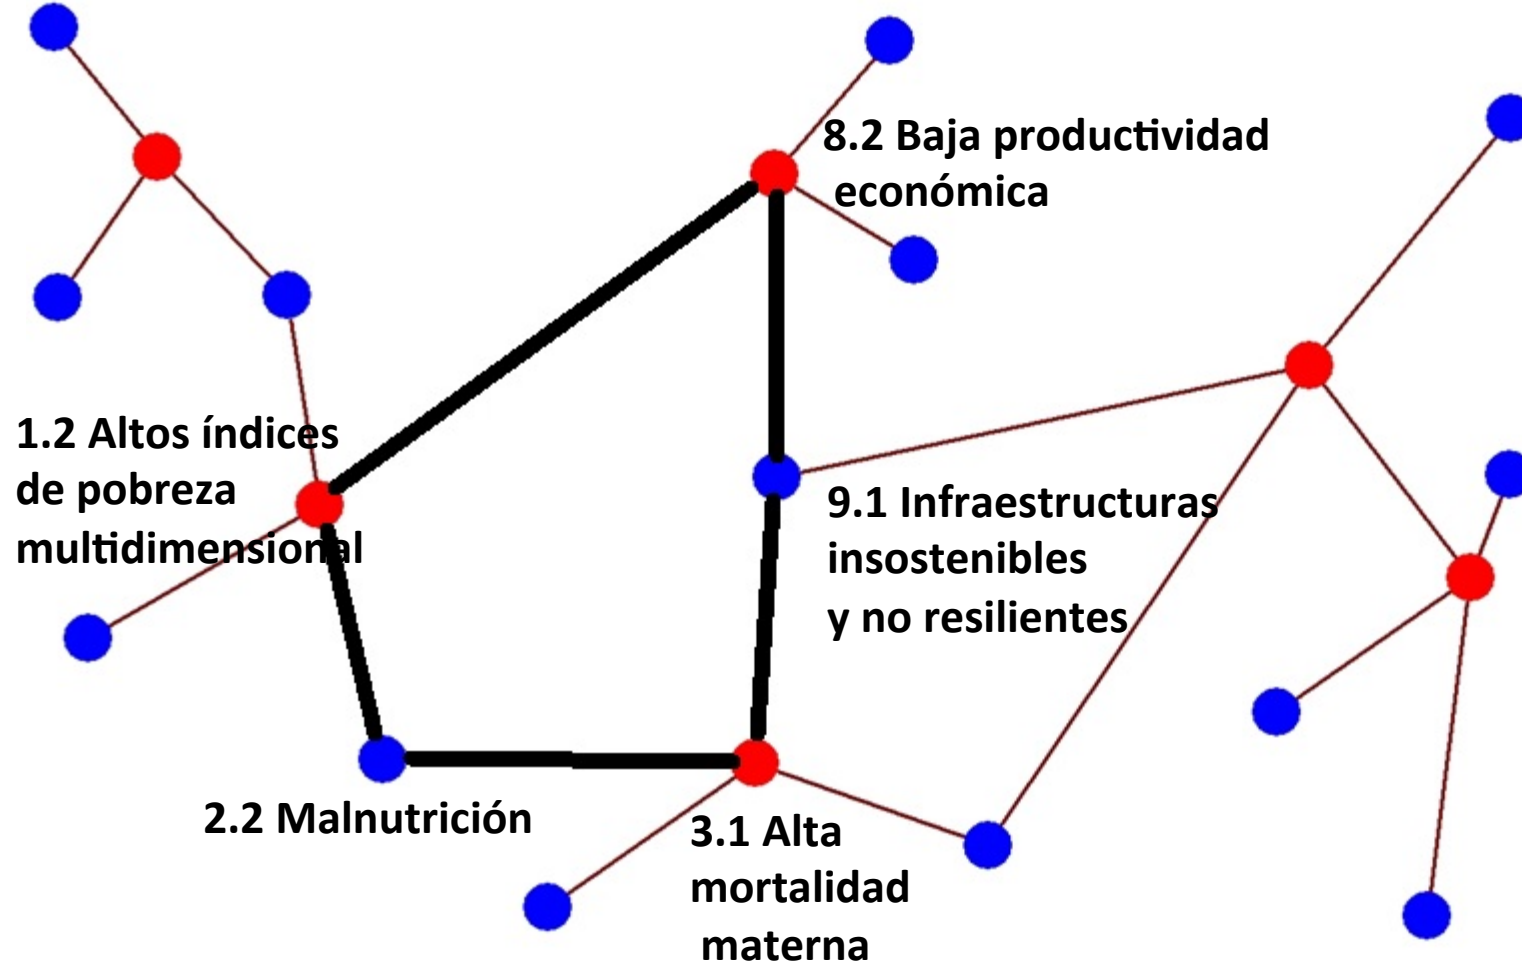 8.2 Baja productividad
económica
1.2 Altos índices
de pobreza
multidimensional
9.1 Infraestructuras
insostenibles
y no resilientes
2.2 Malnutrición
3.1 Alta
mortalidad
materna